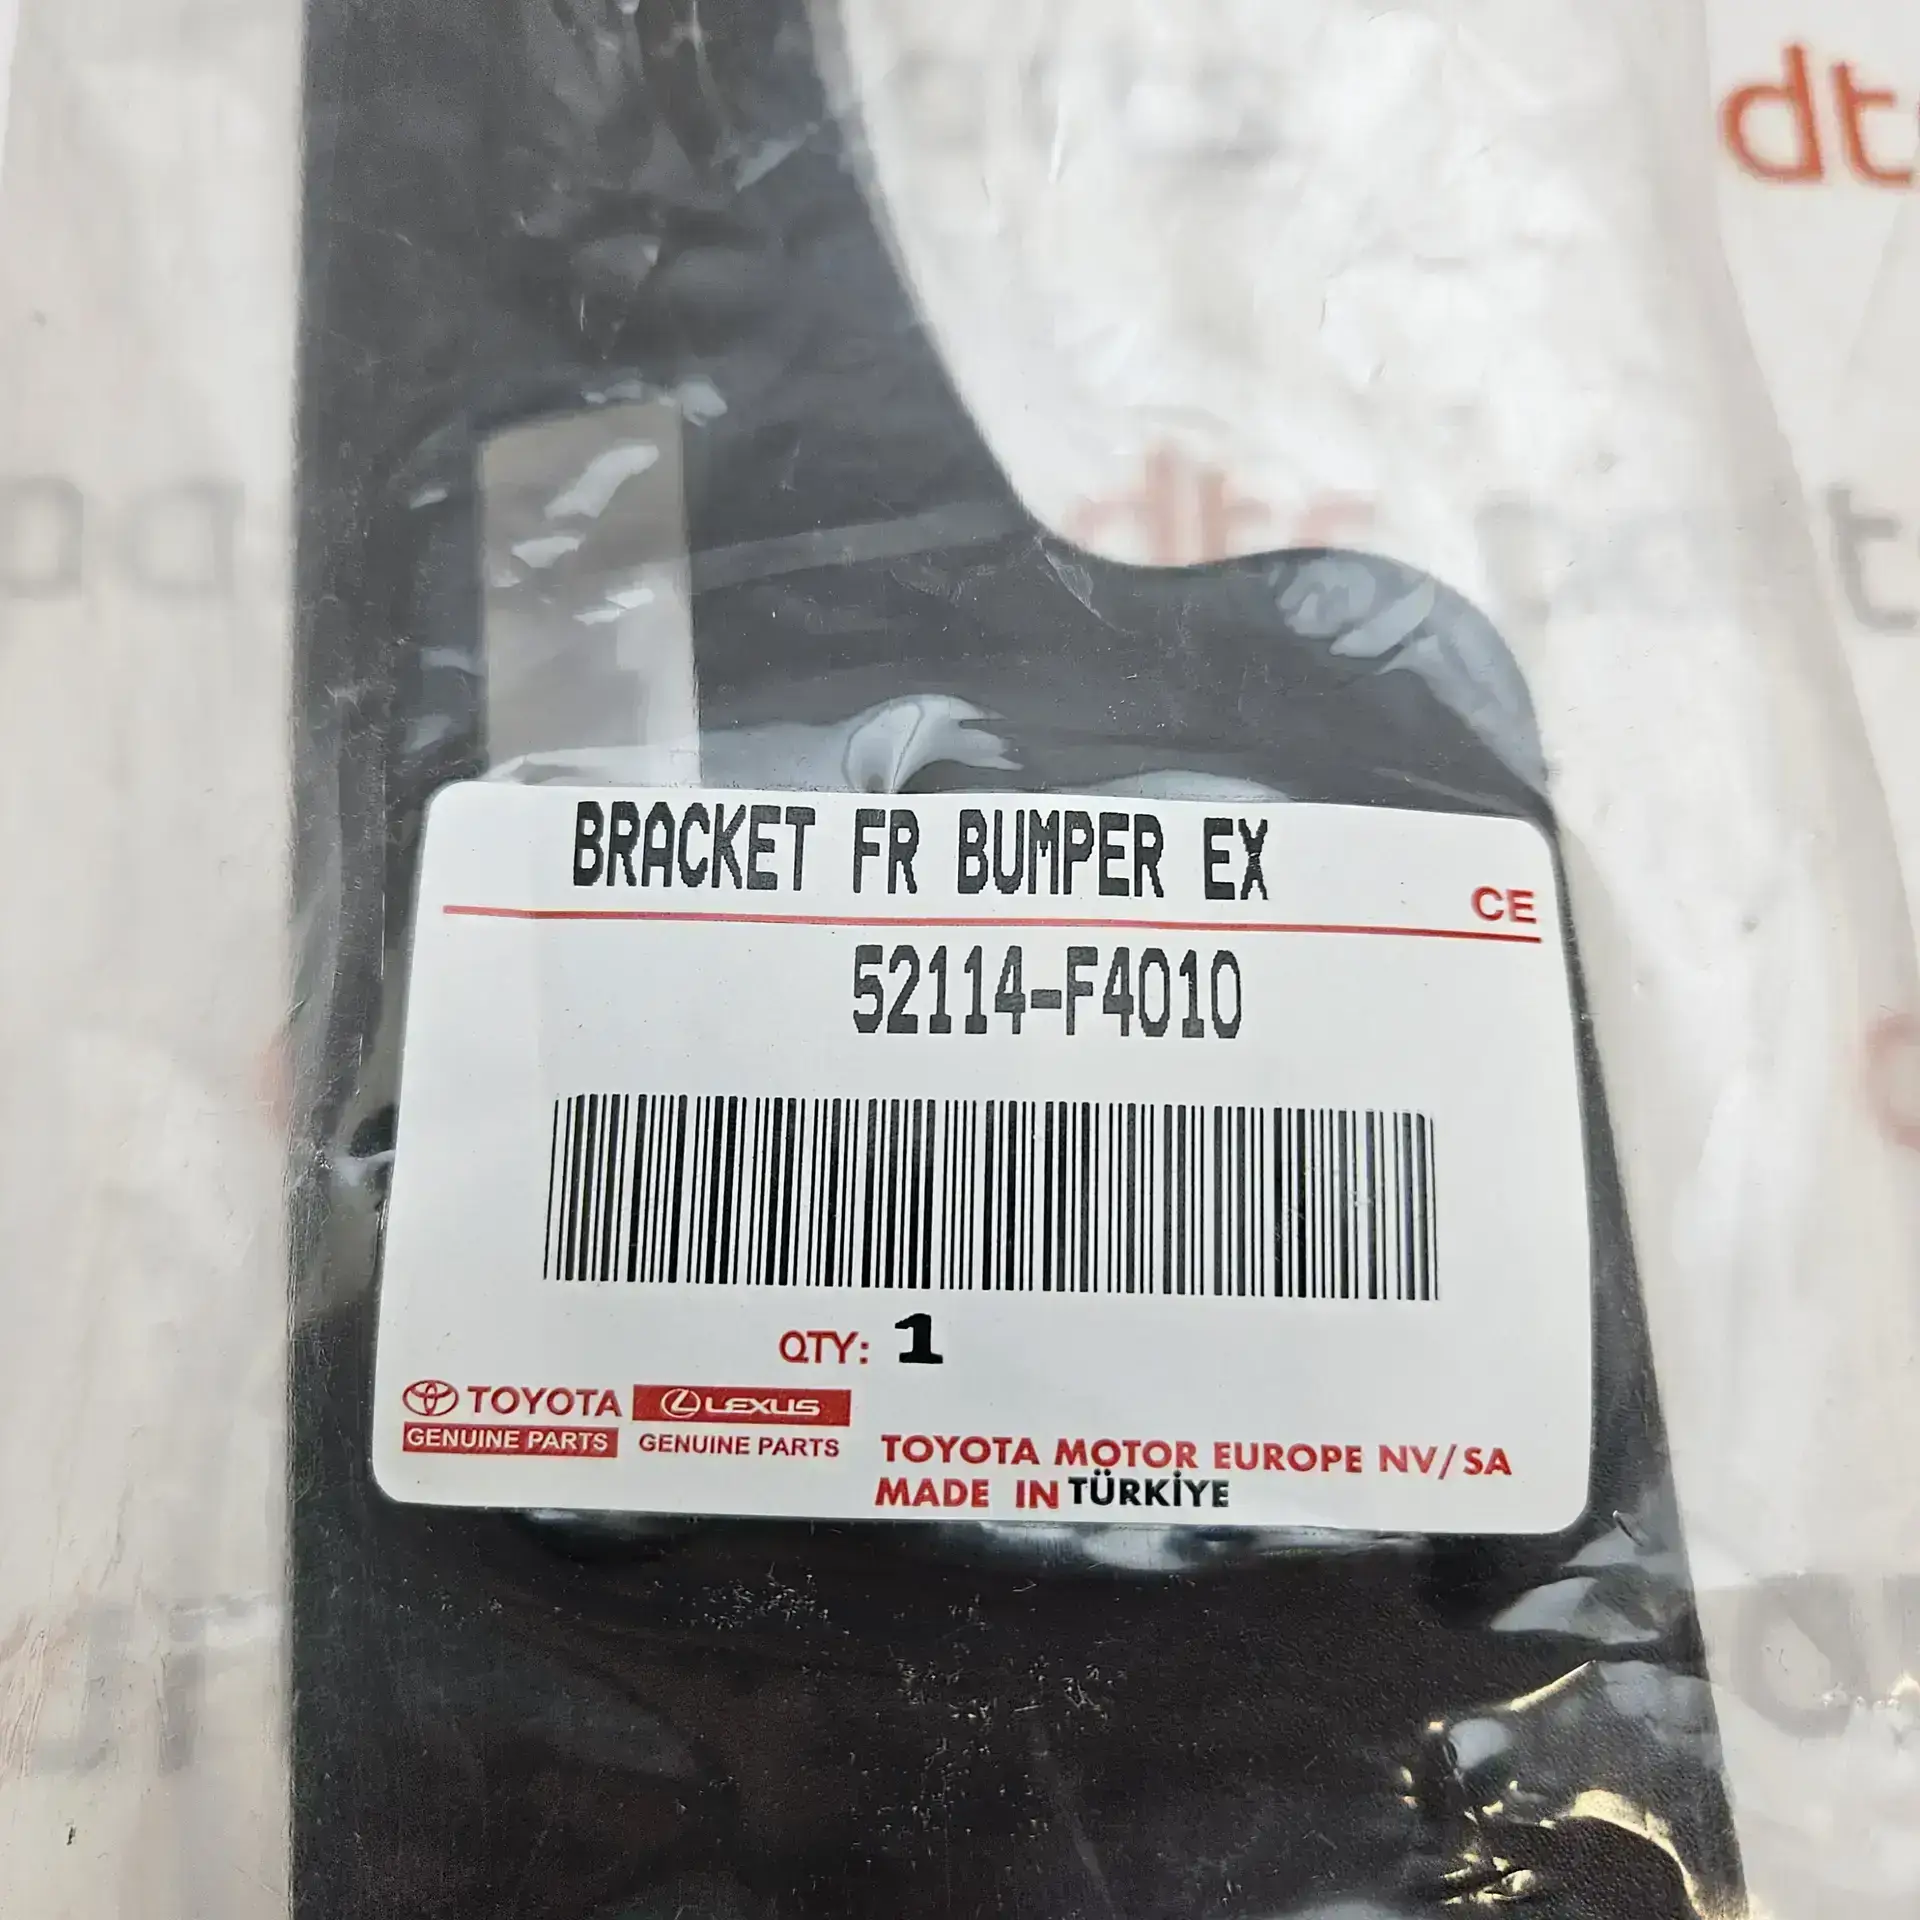 BRACKET FR BUMPER EX
CE
52114-F4010
QTY: 1
TOYOTA
GENUINE PARTS
LEXUS
GENUINE PARTS
TOYOTA MOTOR EUROPE NV/SA
MADE IN TÜRKİYE